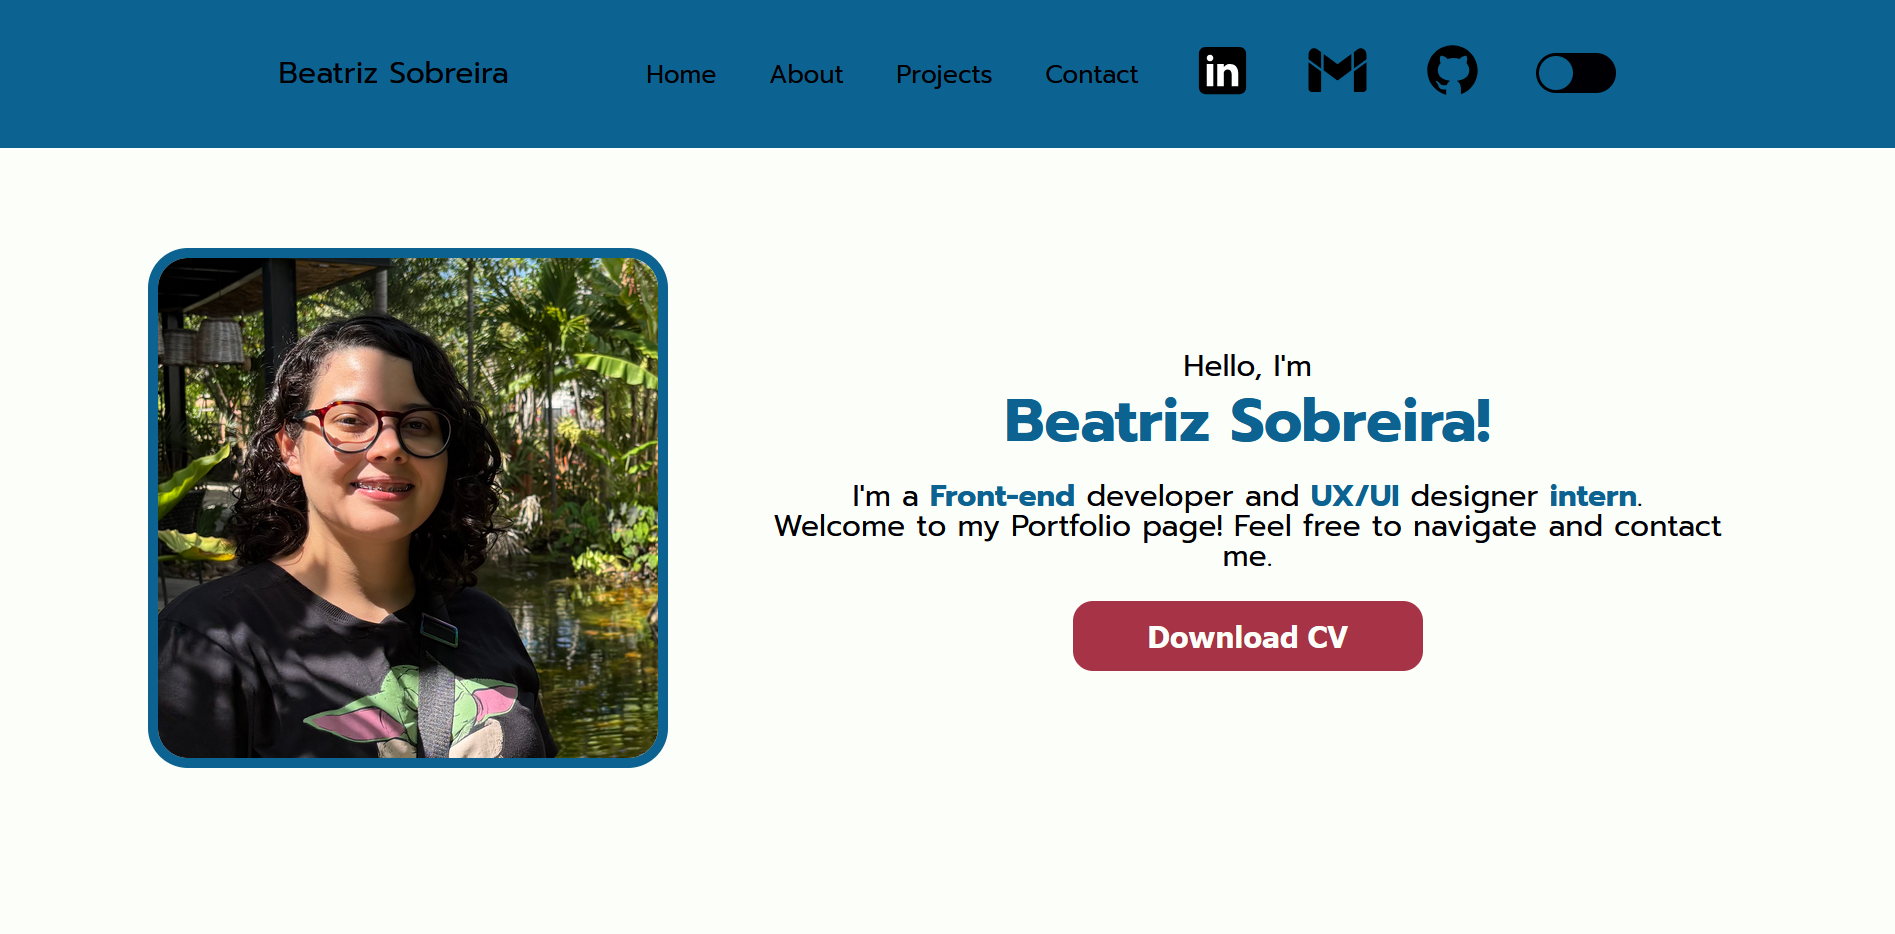 Beatriz Sobreira
Home About Projects Contact in
Hello, I'm
Beatriz Sobreira!
I'm a Front-end developer and UX/UI designer intern.
Welcome to my Portfolio page! Feel free to navigate and contact
me.
Download CV